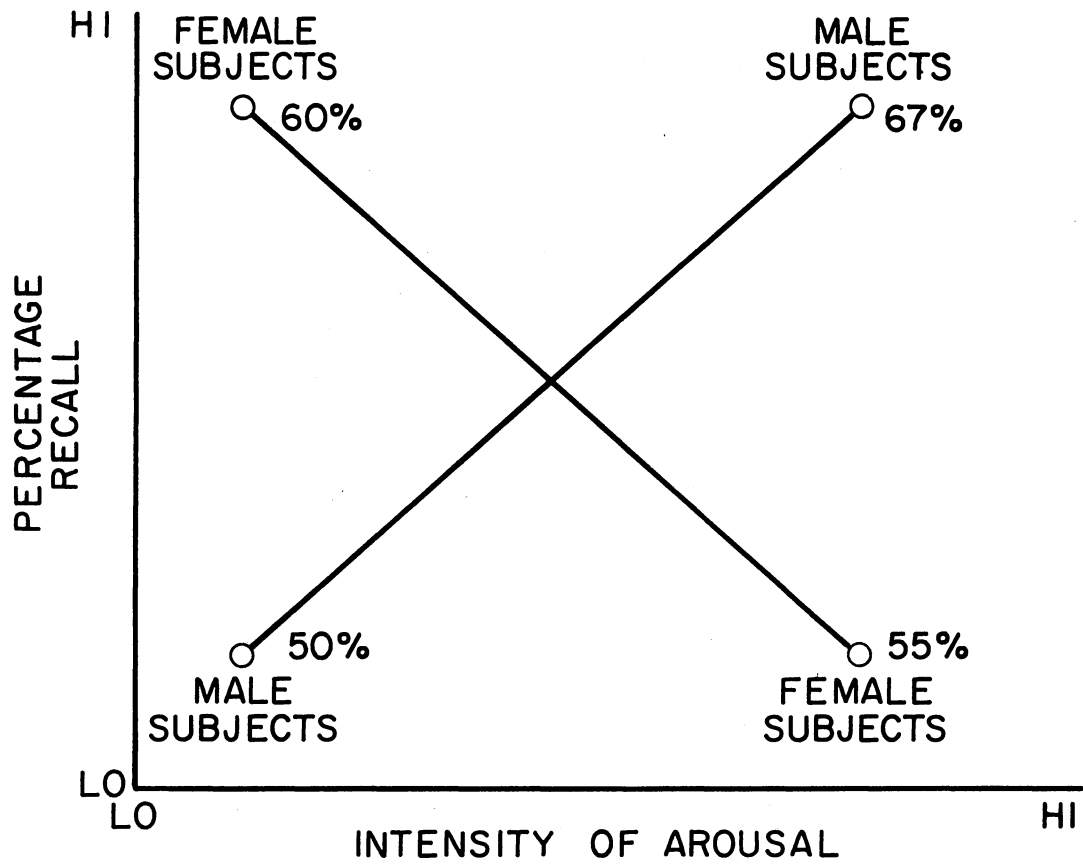 HI
FEMALE
SUBJECTS
60%
MALE
SUBJECTS
67%
PERCENTAGE
RECALL
50%
MALE
SUBJECTS
55%
FEMALE
SUBJECTS
LO
LO
HI
INTENSITY OF AROUSAL